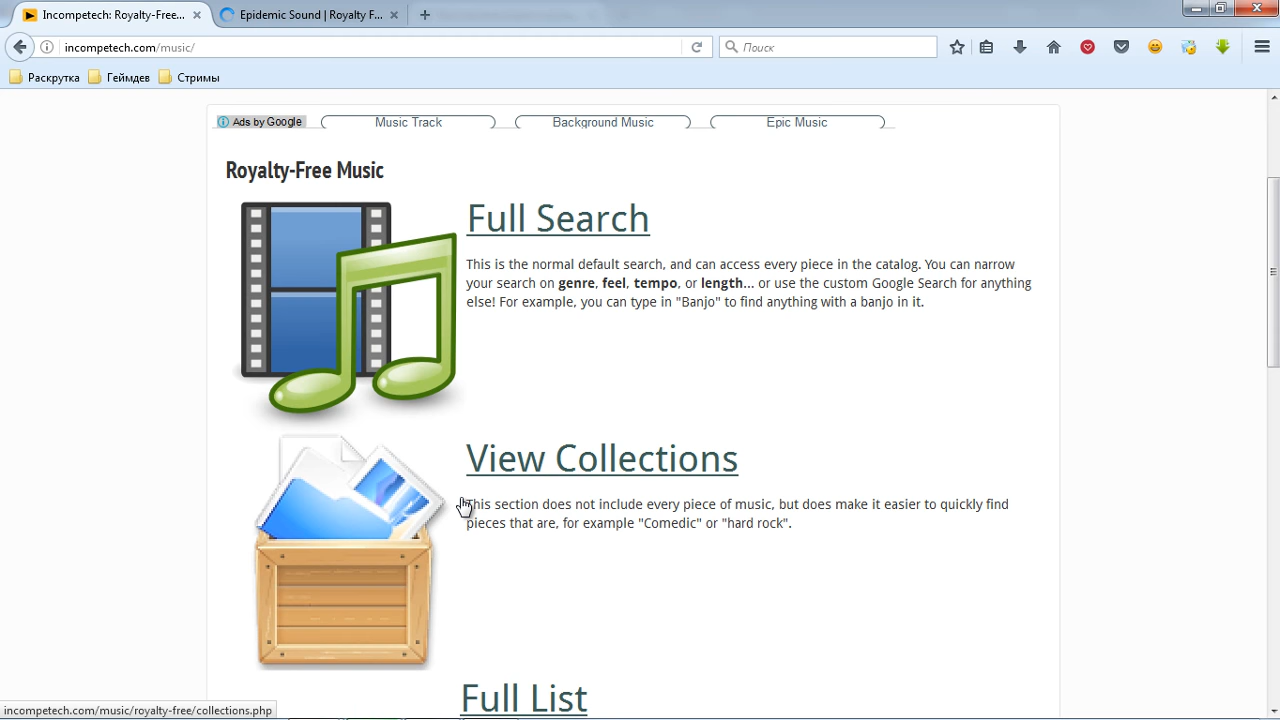 Incompetech: Royalty-Free...
Epidemic Sound | Royalty F...
incompetech.com/music/
Поиск
Раскрутка
Геймдев
Стримы
Ads by Google
Music Track
Background Music
Epic Music
Royalty-Free Music
Full Search
This is the normal default search, and can access every piece in the catalog. You can narrow
your search on genre, feel, tempo, or length... or use the custom Google Search for anything
else! For example, you can type in "Banjo" to find anything with a banjo in it.
View Collections
This section does not include every piece of music, but does make it easier to quickly find
pieces that are, for example "Comedic" or "hard rock".
Full List
incompetech.com/music/royalty-free/collections.php